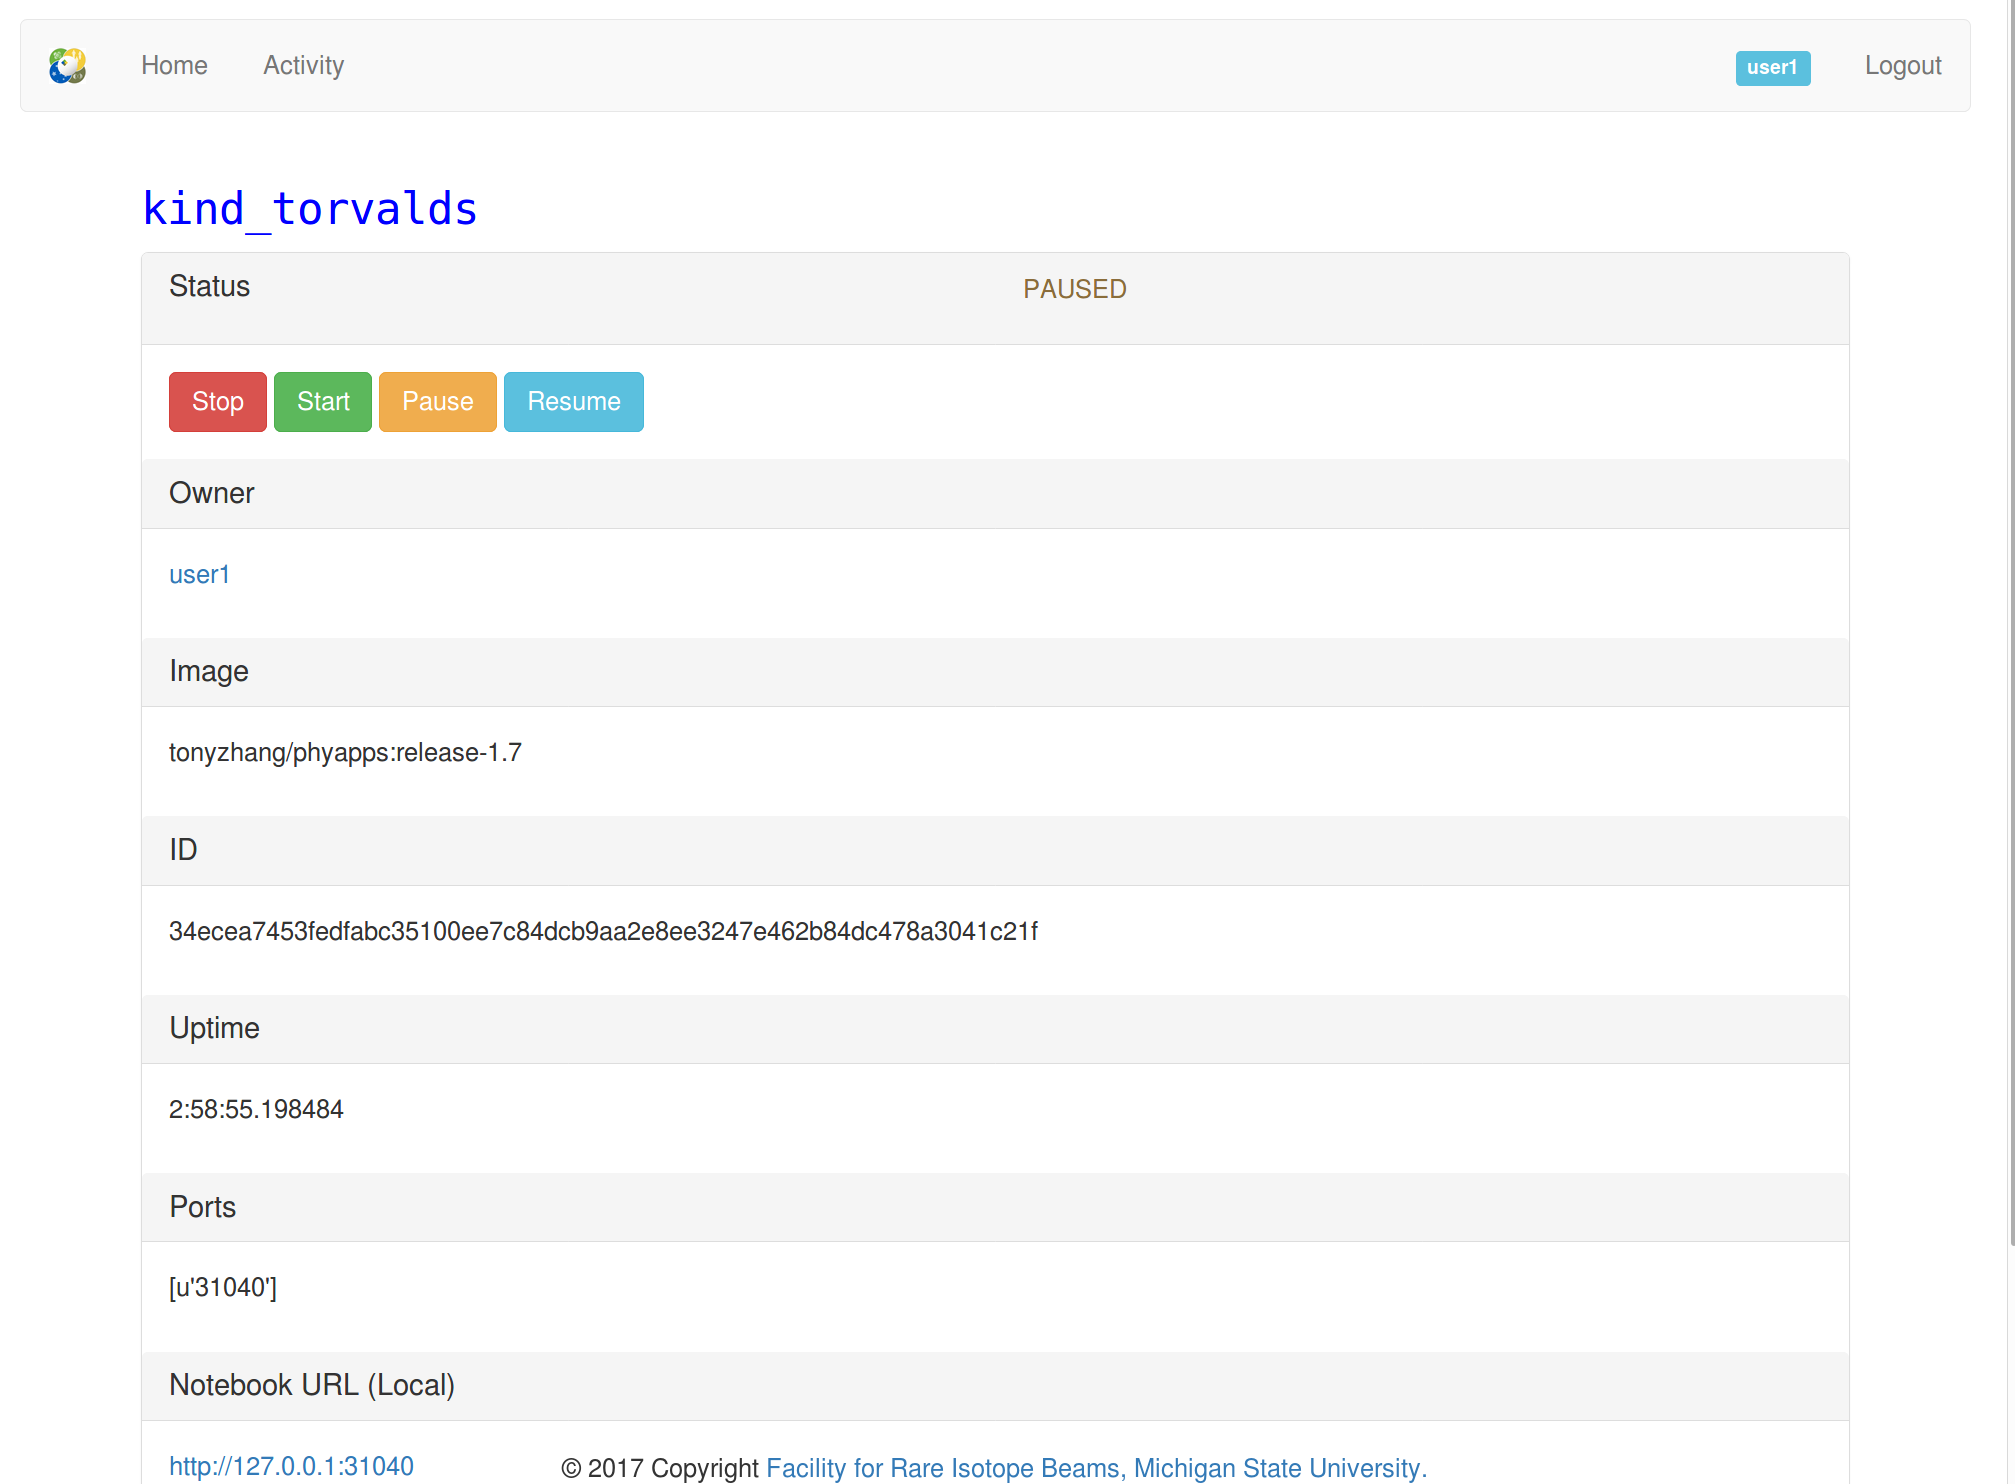 Home Activity user1 Logout
kind_torvalds
Status PAUSED
Stop Start Pause Resume
Owner
user1
Image
tonyzhang/phyapps:release-1.7
ID
34ecea7453fedfabc35100ee7c84dcb9aa2e8ee3247e462b84dc478a3041c21f
Uptime
2:58:55.198484
Ports
[u'31040']
Notebook URL (Local)
http://127.0.0.1:31040 © 2017 Copyright Facility for Rare Isotope Beams, Michigan State University.